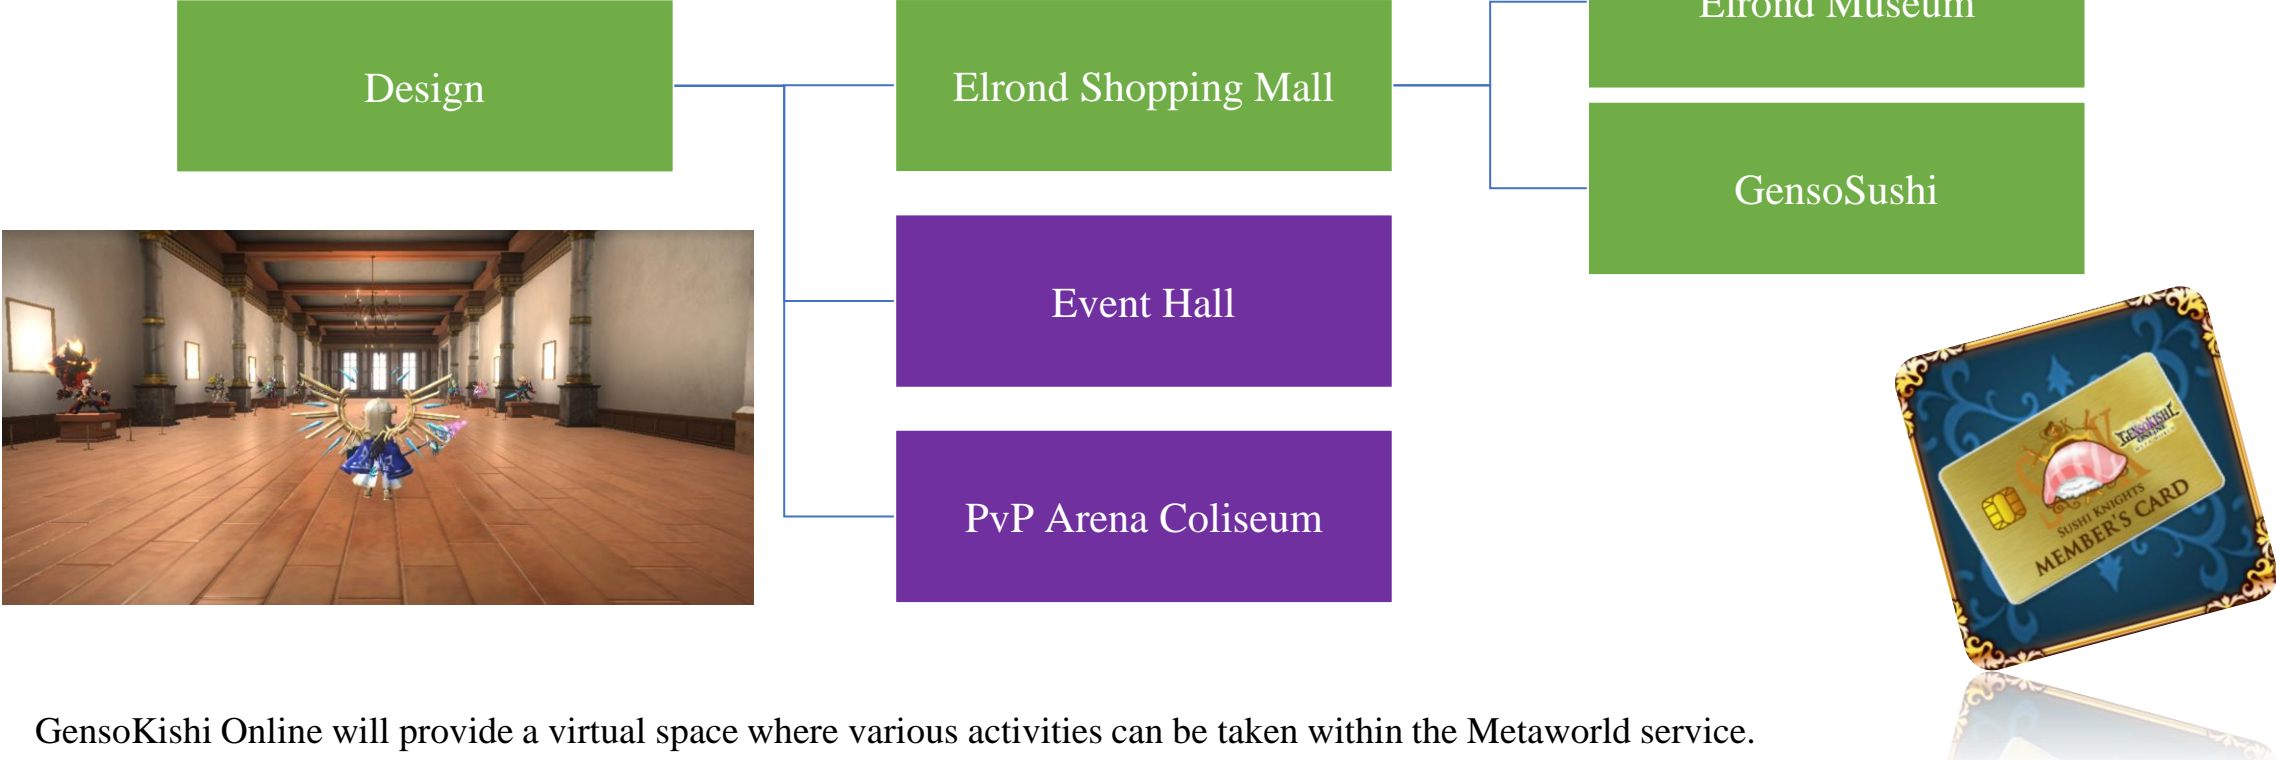 Elrond Museum
Design
Elrond Shopping Mall
GensoSushi
Event Hall
PvP Arena Coliseum
GENSOKISHI
ONLINE
SUSHI KNIGHTS
MEMBER'S CARD
GensoKishi Online will provide a virtual space where various activities can be taken within the Metaworld service.